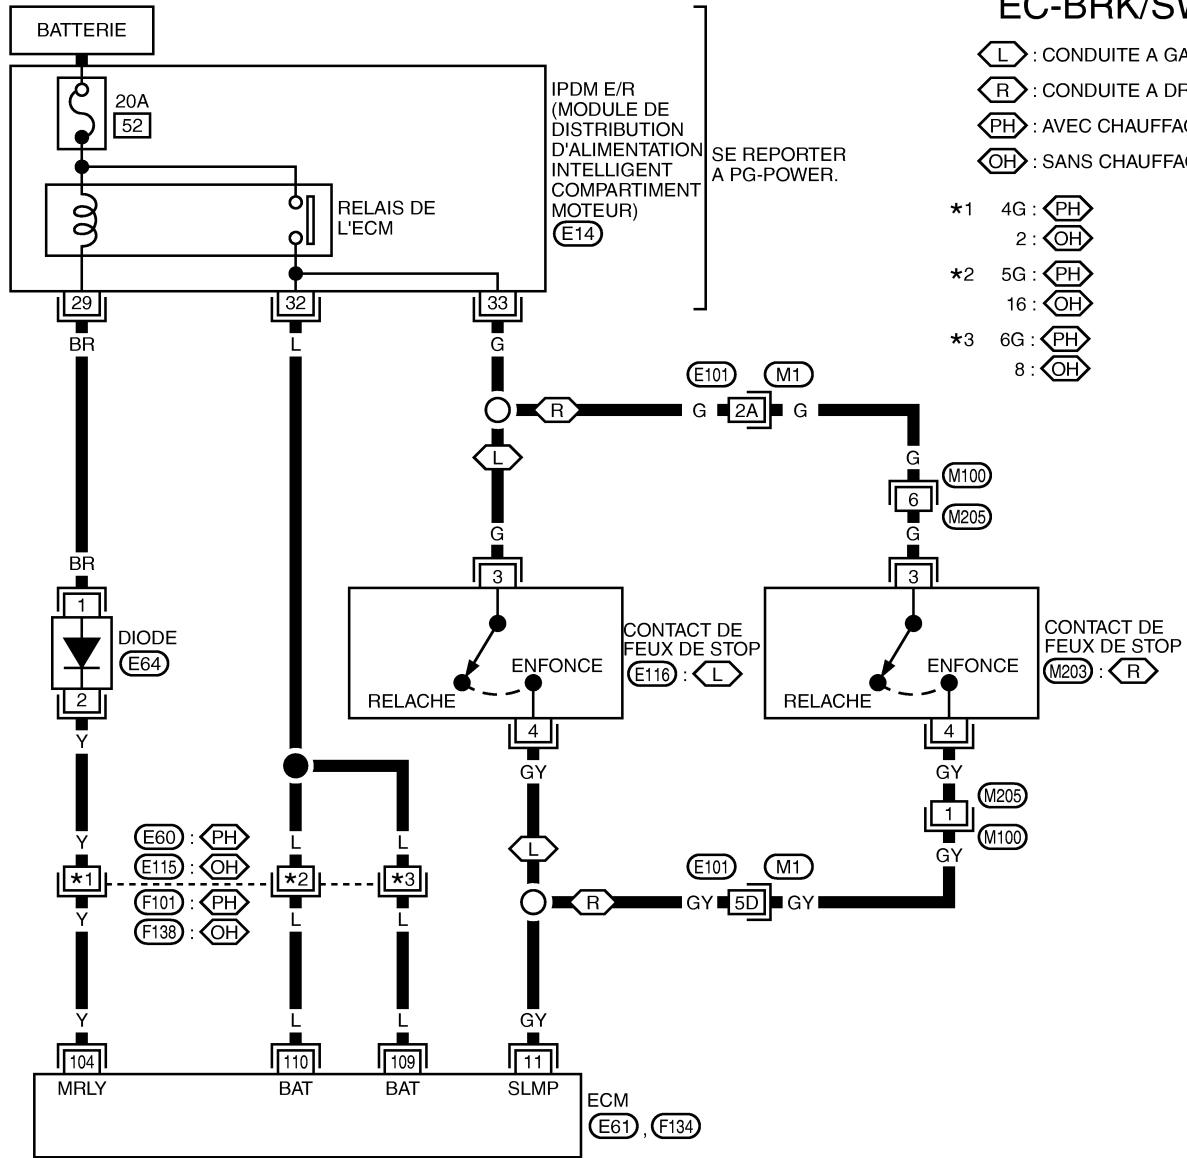 EC-BRK/SW
BATTERIE
20A
52
IPDM E/R
(MODULE DE
DISTRIBUTION
D'ALIMENTATION
INTELLIGENT
COMPARTIMENT
MOTEUR)
E14
SE REPORTER
A PG-POWER.
RELAIS DE
L'ECM
L : CONDUITE A GA
R : CONDUITE A DR
PH : AVEC CHAUFFA
OH : SANS CHAUFFA
*1 4G : PH
2 : OH
*2 5G : PH
16 : OH
*3 6G : PH
8 : OH
29 32 33
BR L G
E101 M1
R G 2A G
L
G M100
6
M205
BR G G
1 3 3
DIODE
E64
CONTACT DE
FEUX DE STOP
E116 : L
ENFONCE
RELACHE
CONTACT DE
FEUX DE STOP
M203 : R
ENFONCE
RELACHE
2 4 4
Y GY GY
M205
1
M100
GY
Y L L L
E60 : PH
E115 : OH
*1 *2 *3
F101 : PH
F138 : OH
E101 M1
R GY 5D GY
Y L L
Y L L GY
104 110 109 11
MRLY BAT BAT SLMP
ECM
E61 , F134